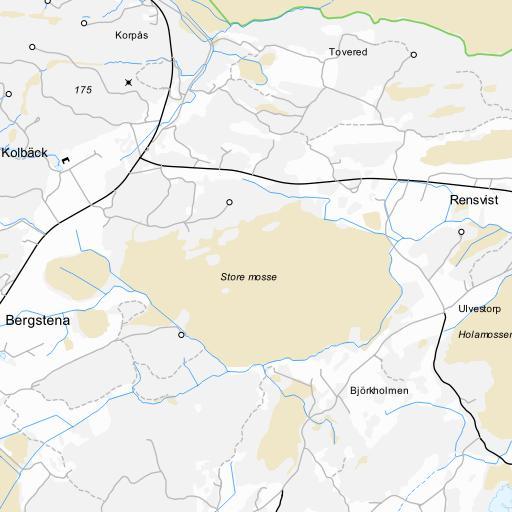 Korpås
Tovered
175
Kolbäck
Rensvist
Store mosse
Ulvestorp
Bergstena
Holamossen
Björkholmen